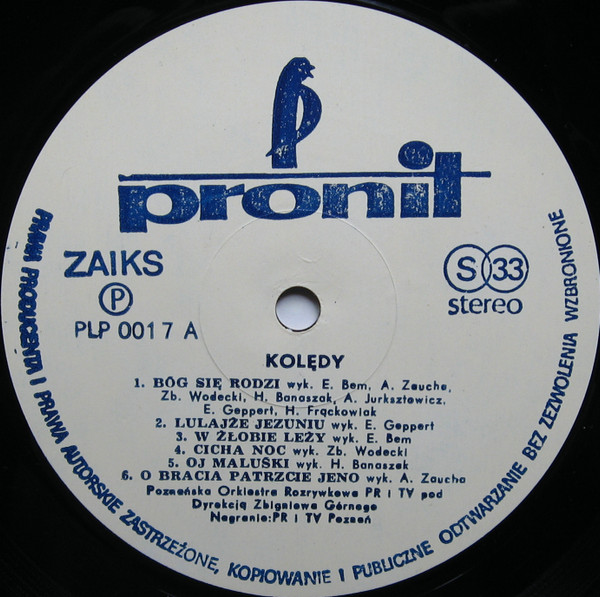 pronit
ZAIKS
P
PLP 0017 A
S 33
stereo
KOLĘDY
1. BÓG SIĘ RODZI wyk. E. Bem, A. Zaucha,
Zb. Wodecki, H. Banaszak, A. Jurksztowicz,
E. Geppert, H. Frąckowiak
2. LULAJŻE JEZUNIU wyk. E. Geppert
3. W ŻŁOBIE LEŻY wyk. E. Bem
4. CICHA NOC wyk. Zb. Wodecki
5. OJ MALUŚKI wyk. H. Banaszak
6. O BRACIA PATRZCIE JENO wyk. A. Zaucha
Poznańska Orkiestra Rozrywkowa PR i TV pod
Dyrekcją Zbigniewa Górnego
Nagranie: PR i TV Poznań
PRAWA PRODUCENTA I PRAWA AUTORSKIE ZASTRZEŻONE, KOPIOWANIE I PUBLICZNE ODTWARZANIE BEZ ZEZWOLENIA WZBRONIONE